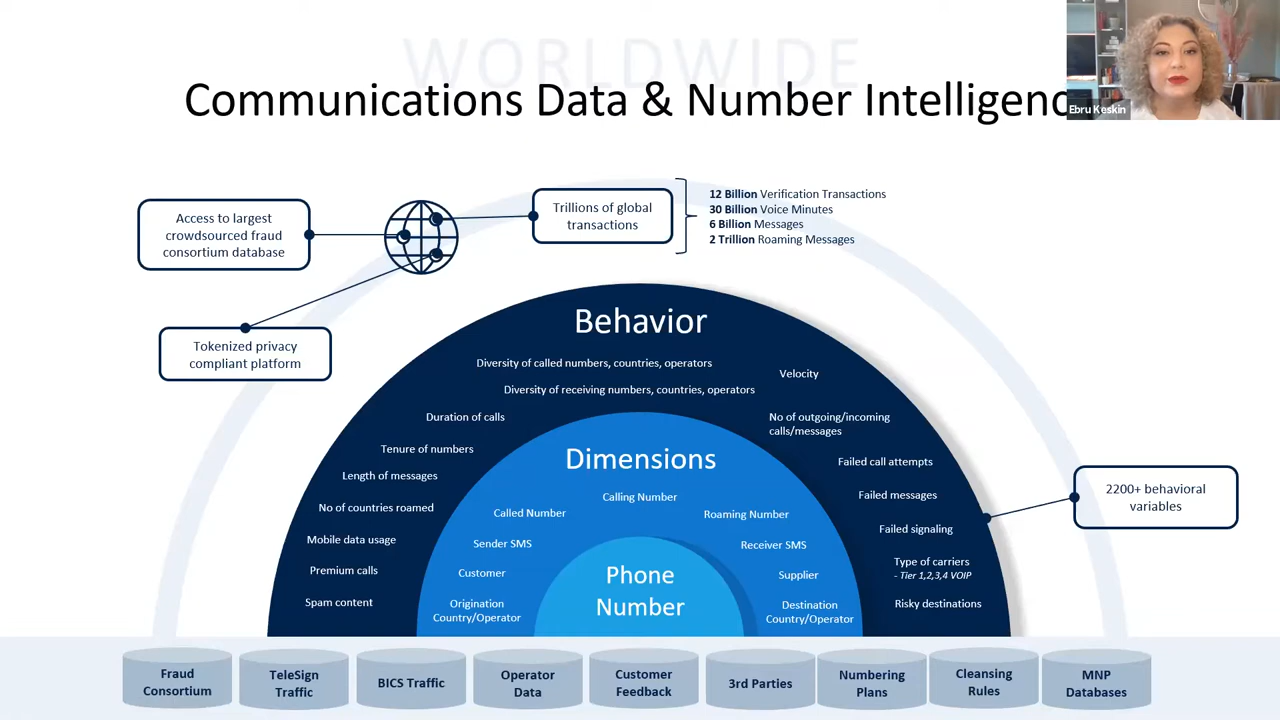 WORLDWIDE
Communications Data & Number Intelligenc
Ebru Keskin
Access to largest
crowdsourced fraud
consortium database
Trillions of global
transactions
12 Billion Verification Transactions
30 Billion Voice Minutes
6 Billion Messages
2 Trillion Roaming Messages
Tokenized privacy
compliant platform
Behavior
Diversity of called numbers, countries, operators
Velocity
Diversity of receiving numbers, countries, operators
Duration of calls
No of outgoing/incoming
calls/messages
Tenure of numbers
Failed call attempts
Length of messages
Failed messages
No of countries roamed
Failed signaling
Mobile data usage
Type of carriers
- Tier 1,2,3,4 VOIP
Premium calls
Risky destinations
Spam content
2200+ behavioral
variables
Dimensions
Calling Number
Called Number
Roaming Number
Sender SMS
Receiver SMS
Customer
Supplier
Origination
Country/Operator
Destination
Country/Operator
Phone
Number
Fraud
Consortium
TeleSign
Traffic
BICS Traffic
Operator
Data
Customer
Feedback
3rd Parties
Numbering
Plans
Cleansing
Rules
MNP
Databases